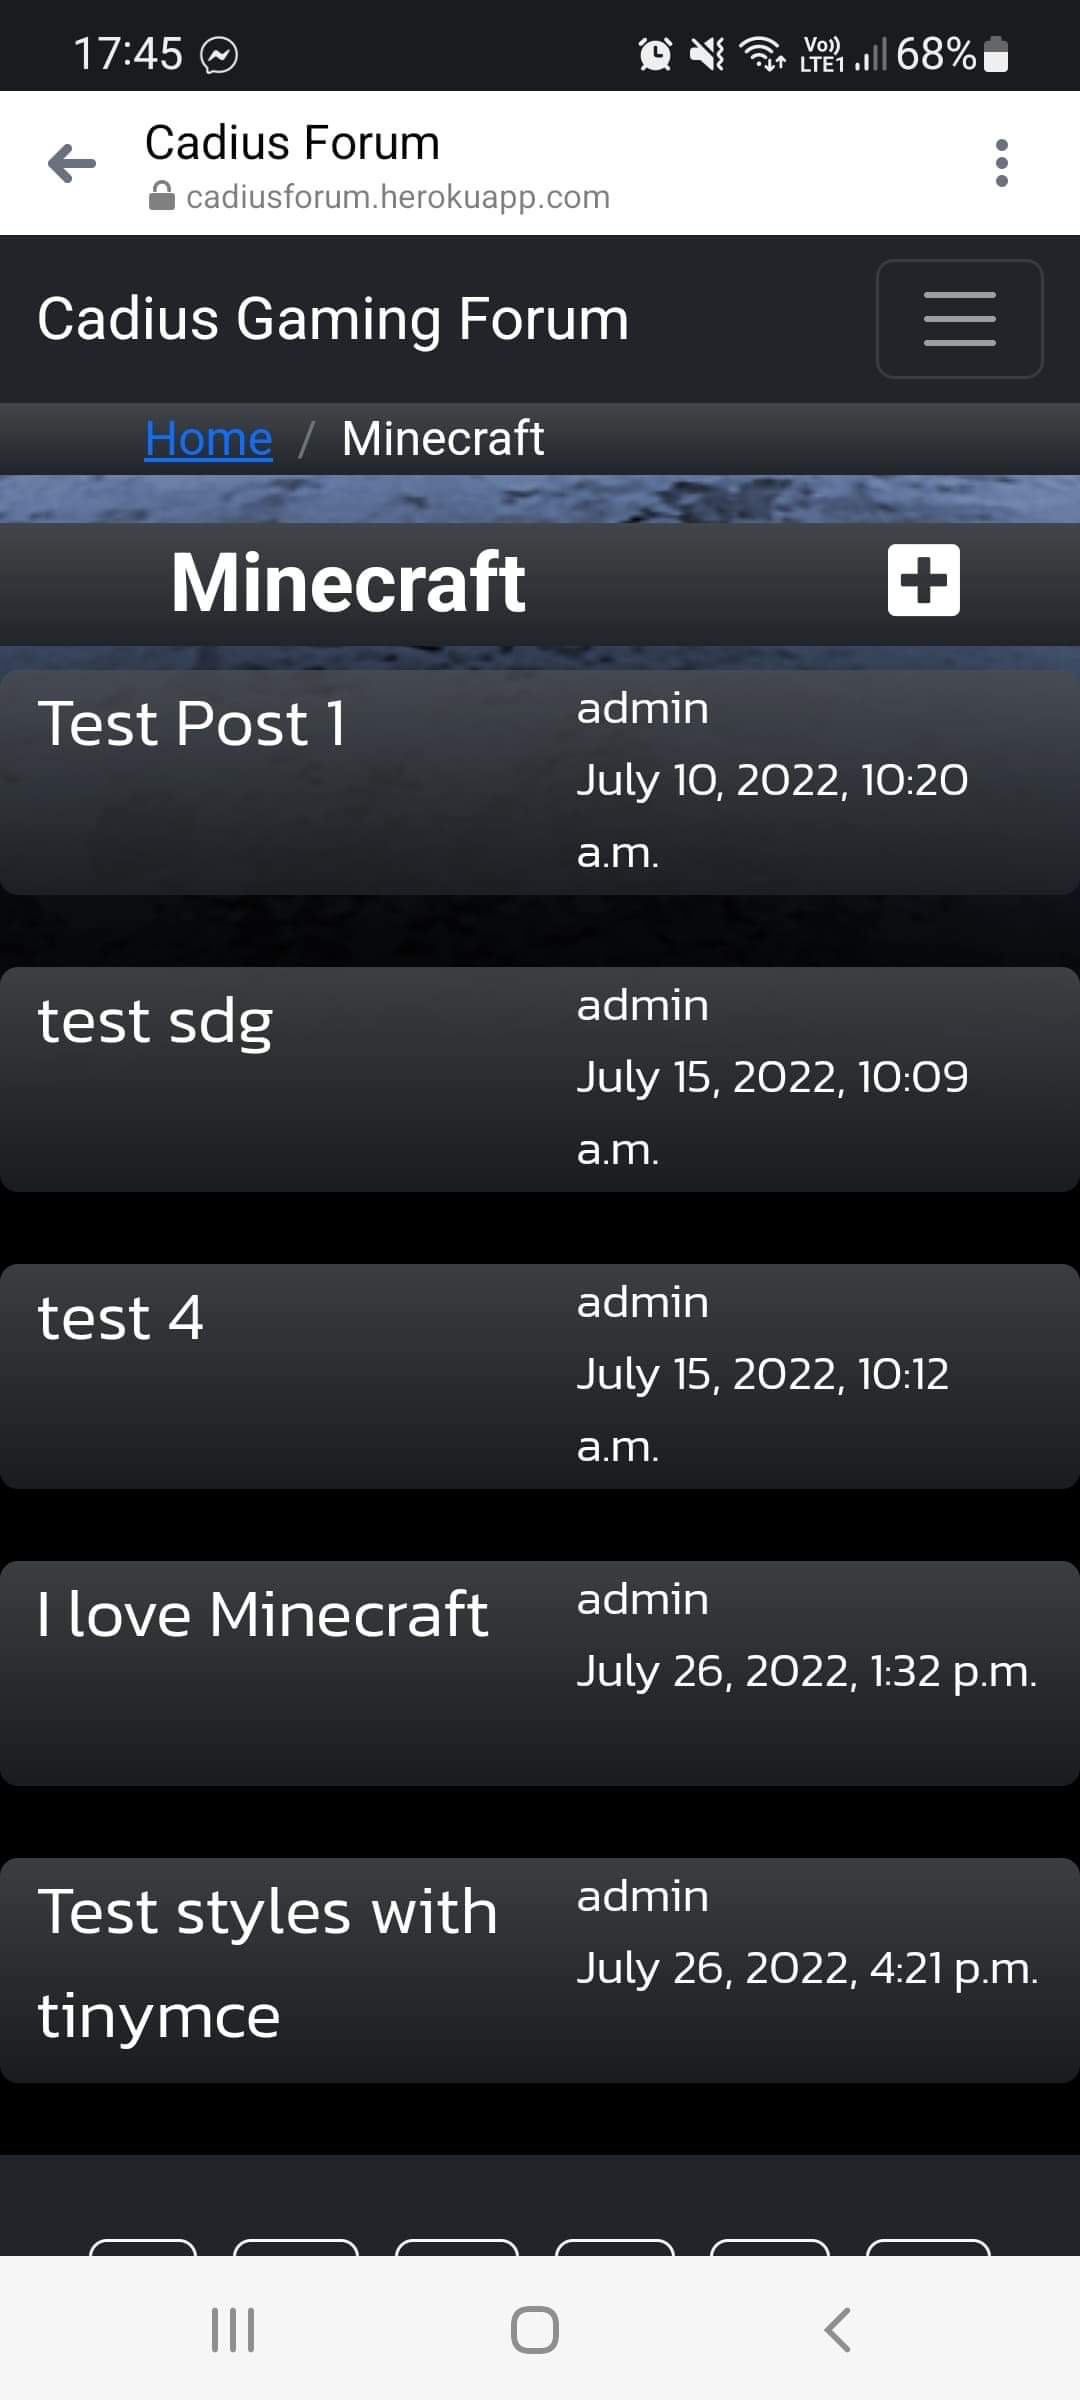 17:45
Vo)) LTE1 68%
Cadius Forum
cadiusforum.herokuapp.com
Cadius Gaming Forum
Home / Minecraft
Minecraft
Test Post 1
admin
July 10, 2022, 10:20
a.m.
test sdg
admin
July 15, 2022, 10:09
a.m.
test 4
admin
July 15, 2022, 10:12
a.m.
I love Minecraft
admin
July 26, 2022, 1:32 p.m.
Test styles with
tinymce
admin
July 26, 2022, 4:21 p.m.